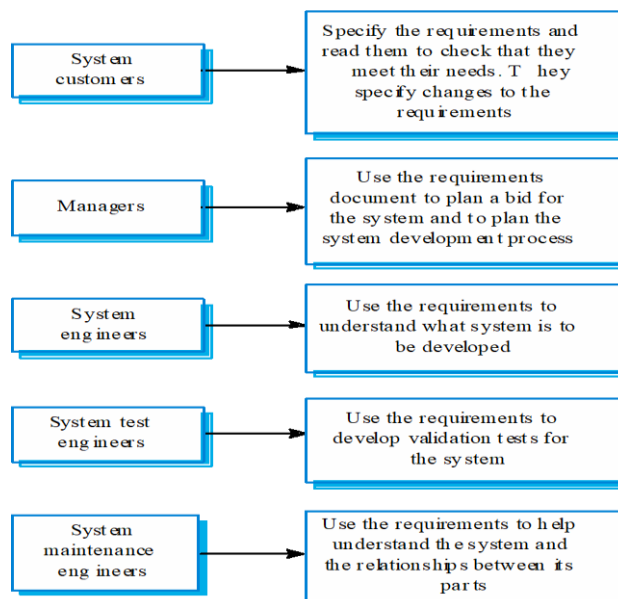 System
customers
Specify the requirements and
read them to check that they
meet their needs. T hey
specify changes to the
requirements
Managers
Use the requirements
document to plan a bid for
the system and to plan the
system development process
System
engineers
Use the requirements to
understand what system is to
be developed
System test
engineers
Use the requirements to
develop validation tests for
the system
System
maintenance
engineers
Use the requirements to help
understand the system and
the relationships between its
parts